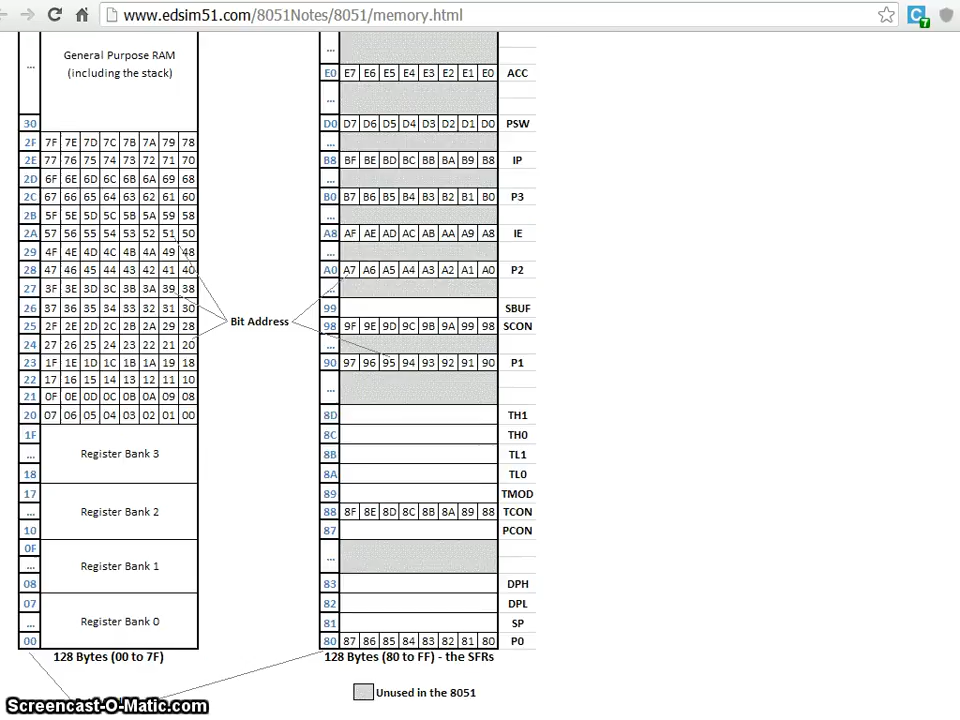 www.edsim51.com/8051Notes/8051/memory.html
7
General Purpose RAM
(including the stack)
...
30
2F 7F 7E 7D 7C 7B 7A 79 78
2E 77 76 75 74 73 72 71 70
2D 6F 6E 6D 6C 6B 6A 69 68
2C 67 66 65 64 63 62 61 60
2B 5F 5E 5D 5C 5B 5A 59 58
2A 57 56 55 54 53 52 51 50
29 4F 4E 4D 4C 4B 4A 49 48
28 47 46 45 44 43 42 41 40
27 3F 3E 3D 3C 3B 3A 39 38
26 37 36 35 34 33 32 31 30
25 2F 2E 2D 2C 2B 2A 29 28
24 27 26 25 24 23 22 21 20
23 1F 1E 1D 1C 1B 1A 19 18
22 17 16 15 14 13 12 11 10
21 0F 0E 0D 0C 0B 0A 09 08
20 07 06 05 04 03 02 01 00
1F
... Register Bank 3
18
17
... Register Bank 2
10
0F
... Register Bank 1
08
07
... Register Bank 0
00
128 Bytes (00 to 7F)
Bit Address
...
E0 E7 E6 E5 E4 E3 E2 E1 E0 ACC
...
D0 D7 D6 D5 D4 D3 D2 D1 D0 PSW
...
B8 BF BE BD BC BB BA B9 B8 IP
...
B0 B7 B6 B5 B4 B3 B2 B1 B0 P3
...
A8 AF AE AD AC AB AA A9 A8 IE
...
A0 A7 A6 A5 A4 A3 A2 A1 A0 P2
...
99 SBUF
98 9F 9E 9D 9C 9B 9A 99 98 SCON
...
90 97 96 95 94 93 92 91 90 P1
...
8D TH1
8C TH0
8B TL1
8A TL0
89 TMOD
88 8F 8E 8D 8C 8B 8A 89 88 TCON
87 PCON
...
83 DPH
82 DPL
81 SP
80 87 86 85 84 83 82 81 80 P0
128 Bytes (80 to FF) - the SFRs
Unused in the 8051
Screencast-O-Matic.com